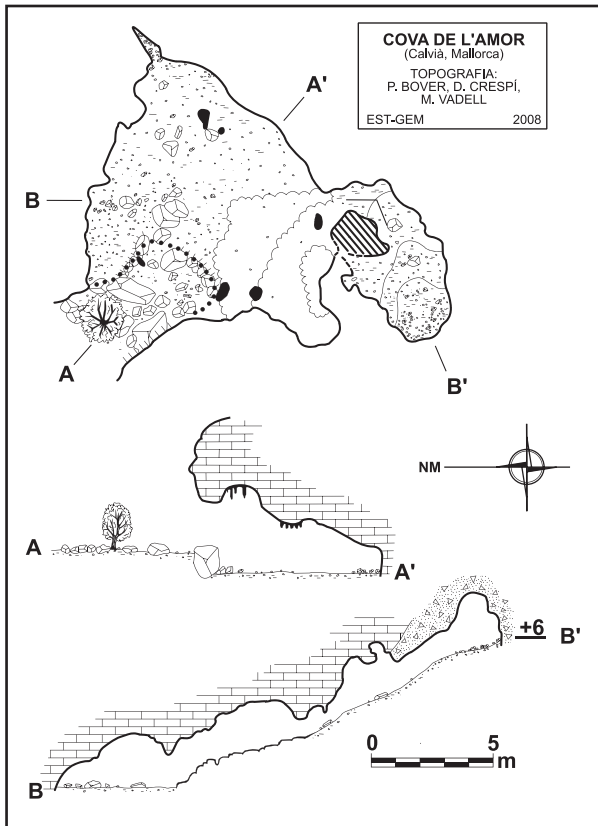 COVA DE L'AMOR
(Calvià, Mallorca)
TOPOGRAFIA:
P. BOVER, D. CRESPÍ,
M. VADELL
EST-GEM 2008
A'
B
A
B'
NM
A
A'
+6
B'
B
0 5
m